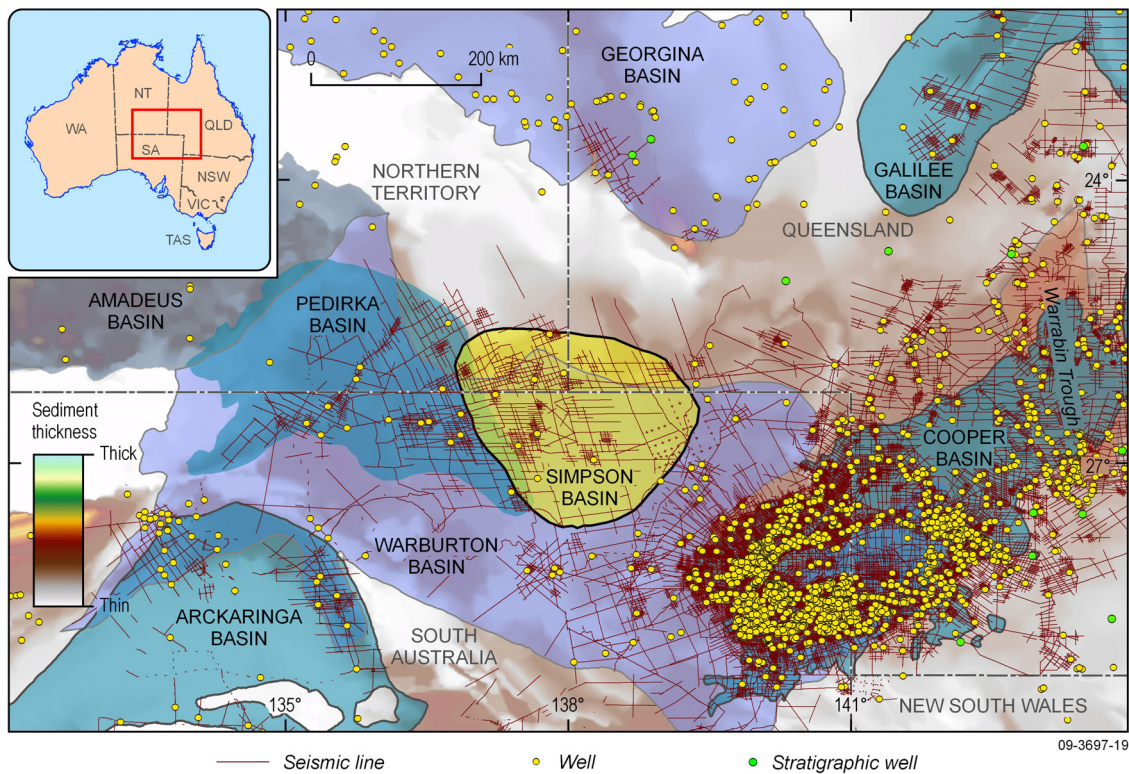 NT
WA
QLD
SA
NSW
VIC
TAS
0
200 km
GEORGINA
BASIN
NORTHERN
TERRITORY
GALILEE
BASIN
24°
QUEENSLAND
AMADEUS
BASIN
PEDIRKA
BASIN
Warrabin Trough
Sediment
thickness
Thick
Thin
COOPER
BASIN
27°
SIMPSON
BASIN
WARBURTON
BASIN
ARCKARINGA
BASIN
SOUTH
AUSTRALIA
NEW SOUTH WALES
135°
138°
141°
09-3697-19
Seismic line
Well
Stratigraphic well